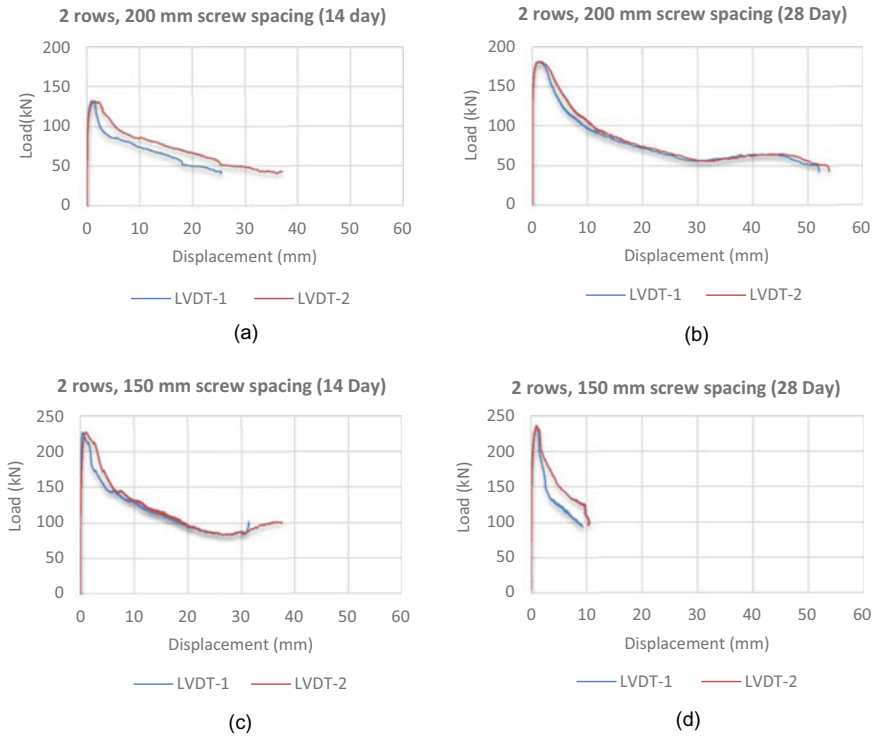 2 rows, 200 mm screw spacing (14 day)
200
150
100
50
0
Load(kN)
0 10 20 30 40 50 60
Displacement (mm)
LVDT-1 LVDT-2
(a)
2 rows, 200 mm screw spacing (28 Day)
200
150
100
50
0
Load (kN)
0 10 20 30 40 50 60
Displacement (mm)
LVDT-1 LVDT-2
(b)
2 rows, 150 mm screw spacing (14 Day)
250
200
150
100
50
0
Load (kN)
0 10 20 30 40 50 60
Displacement (mm)
LVDT-1 LVDT-2
(c)
2 rows, 150 mm screw spacing (28 Day)
250
200
150
100
50
0
Load (kN)
0 10 20 30 40 50 60
Displacement (mm)
LVDT-1 LVDT-2
(d)